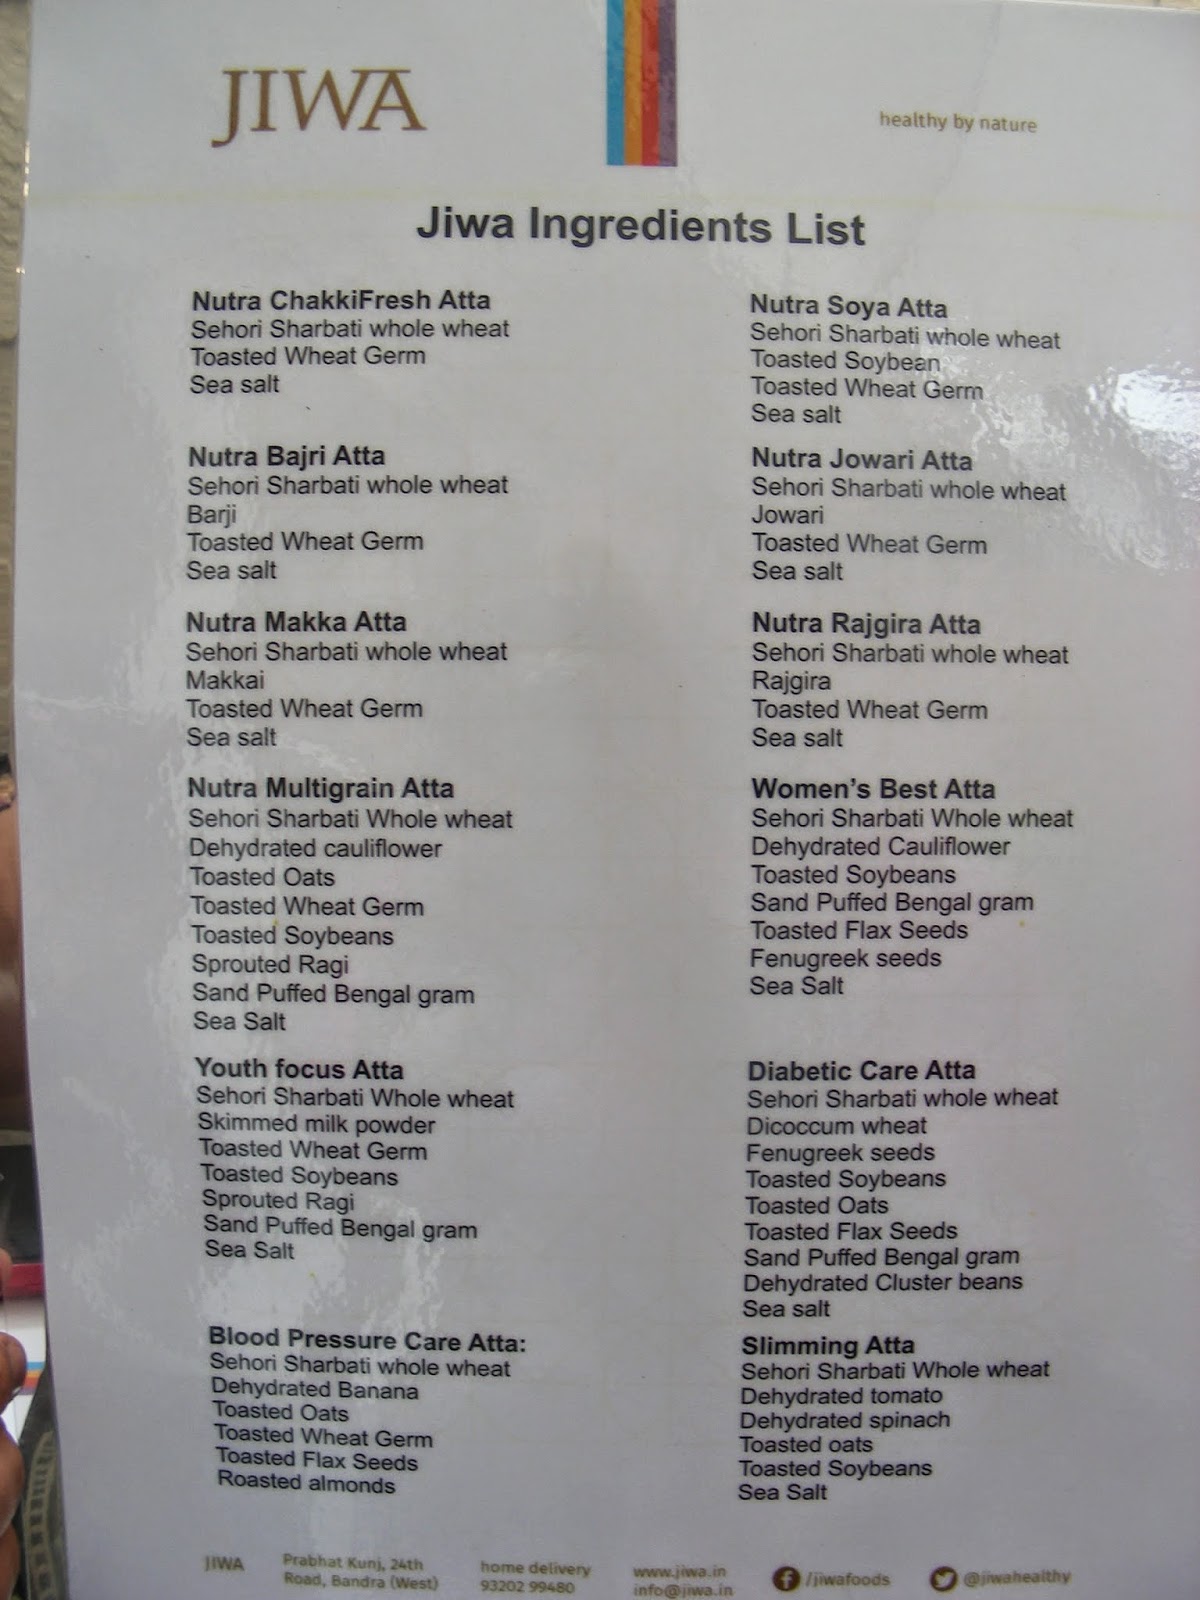 JIWA
healthy by nature
Jiwa Ingredients List
Nutra ChakkiFresh Atta
Sehori Sharbati whole wheat
Toasted Wheat Germ
Sea salt
Nutra Soya Atta
Sehori Sharbati whole wheat
Toasted Soybean
Toasted Wheat Germ
Sea salt
Nutra Bajri Atta
Sehori Sharbati whole wheat
Barji
Toasted Wheat Germ
Sea salt
Nutra Jowari Atta
Sehori Sharbati whole wheat
Jowari
Toasted Wheat Germ
Sea salt
Nutra Makka Atta
Sehori Sharbati whole wheat
Makkai
Toasted Wheat Germ
Sea salt
Nutra Rajgira Atta
Sehori Sharbati whole wheat
Rajgira
Toasted Wheat Germ
Sea salt
Nutra Multigrain Atta
Sehori Sharbati Whole wheat
Dehydrated cauliflower
Toasted Oats
Toasted Wheat Germ
Toasted Soybeans
Sprouted Ragi
Sand Puffed Bengal gram
Sea Salt
Women's Best Atta
Sehori Sharbati Whole wheat
Dehydrated Cauliflower
Toasted Soybeans
Sand Puffed Bengal gram
Toasted Flax Seeds
Fenugreek seeds
Sea Salt
Youth focus Atta
Sehori Sharbati Whole wheat
Skimmed milk powder
Toasted Wheat Germ
Toasted Soybeans
Sprouted Ragi
Sand Puffed Bengal gram
Sea Salt
Diabetic Care Atta
Sehori Sharbati whole wheat
Dicoccum wheat
Fenugreek seeds
Toasted Soybeans
Toasted Oats
Toasted Flax Seeds
Sand Puffed Bengal gram
Dehydrated Cluster beans
Sea salt
Blood Pressure Care Atta:
Sehori Sharbati whole wheat
Dehydrated Banana
Toasted Oats
Toasted Wheat Germ
Toasted Flax Seeds
Roasted almonds
Slimming Atta
Sehori Sharbati Whole wheat
Dehydrated tomato
Dehydrated spinach
Toasted oats
Toasted Soybeans
Sea Salt
JIWA
Prabhat Kunj, 24th
Road, Bandra (West)
home delivery
93202 99480
www.jiwa.in
info@jiwa.in
/jiwafoods
@jiwahealthy